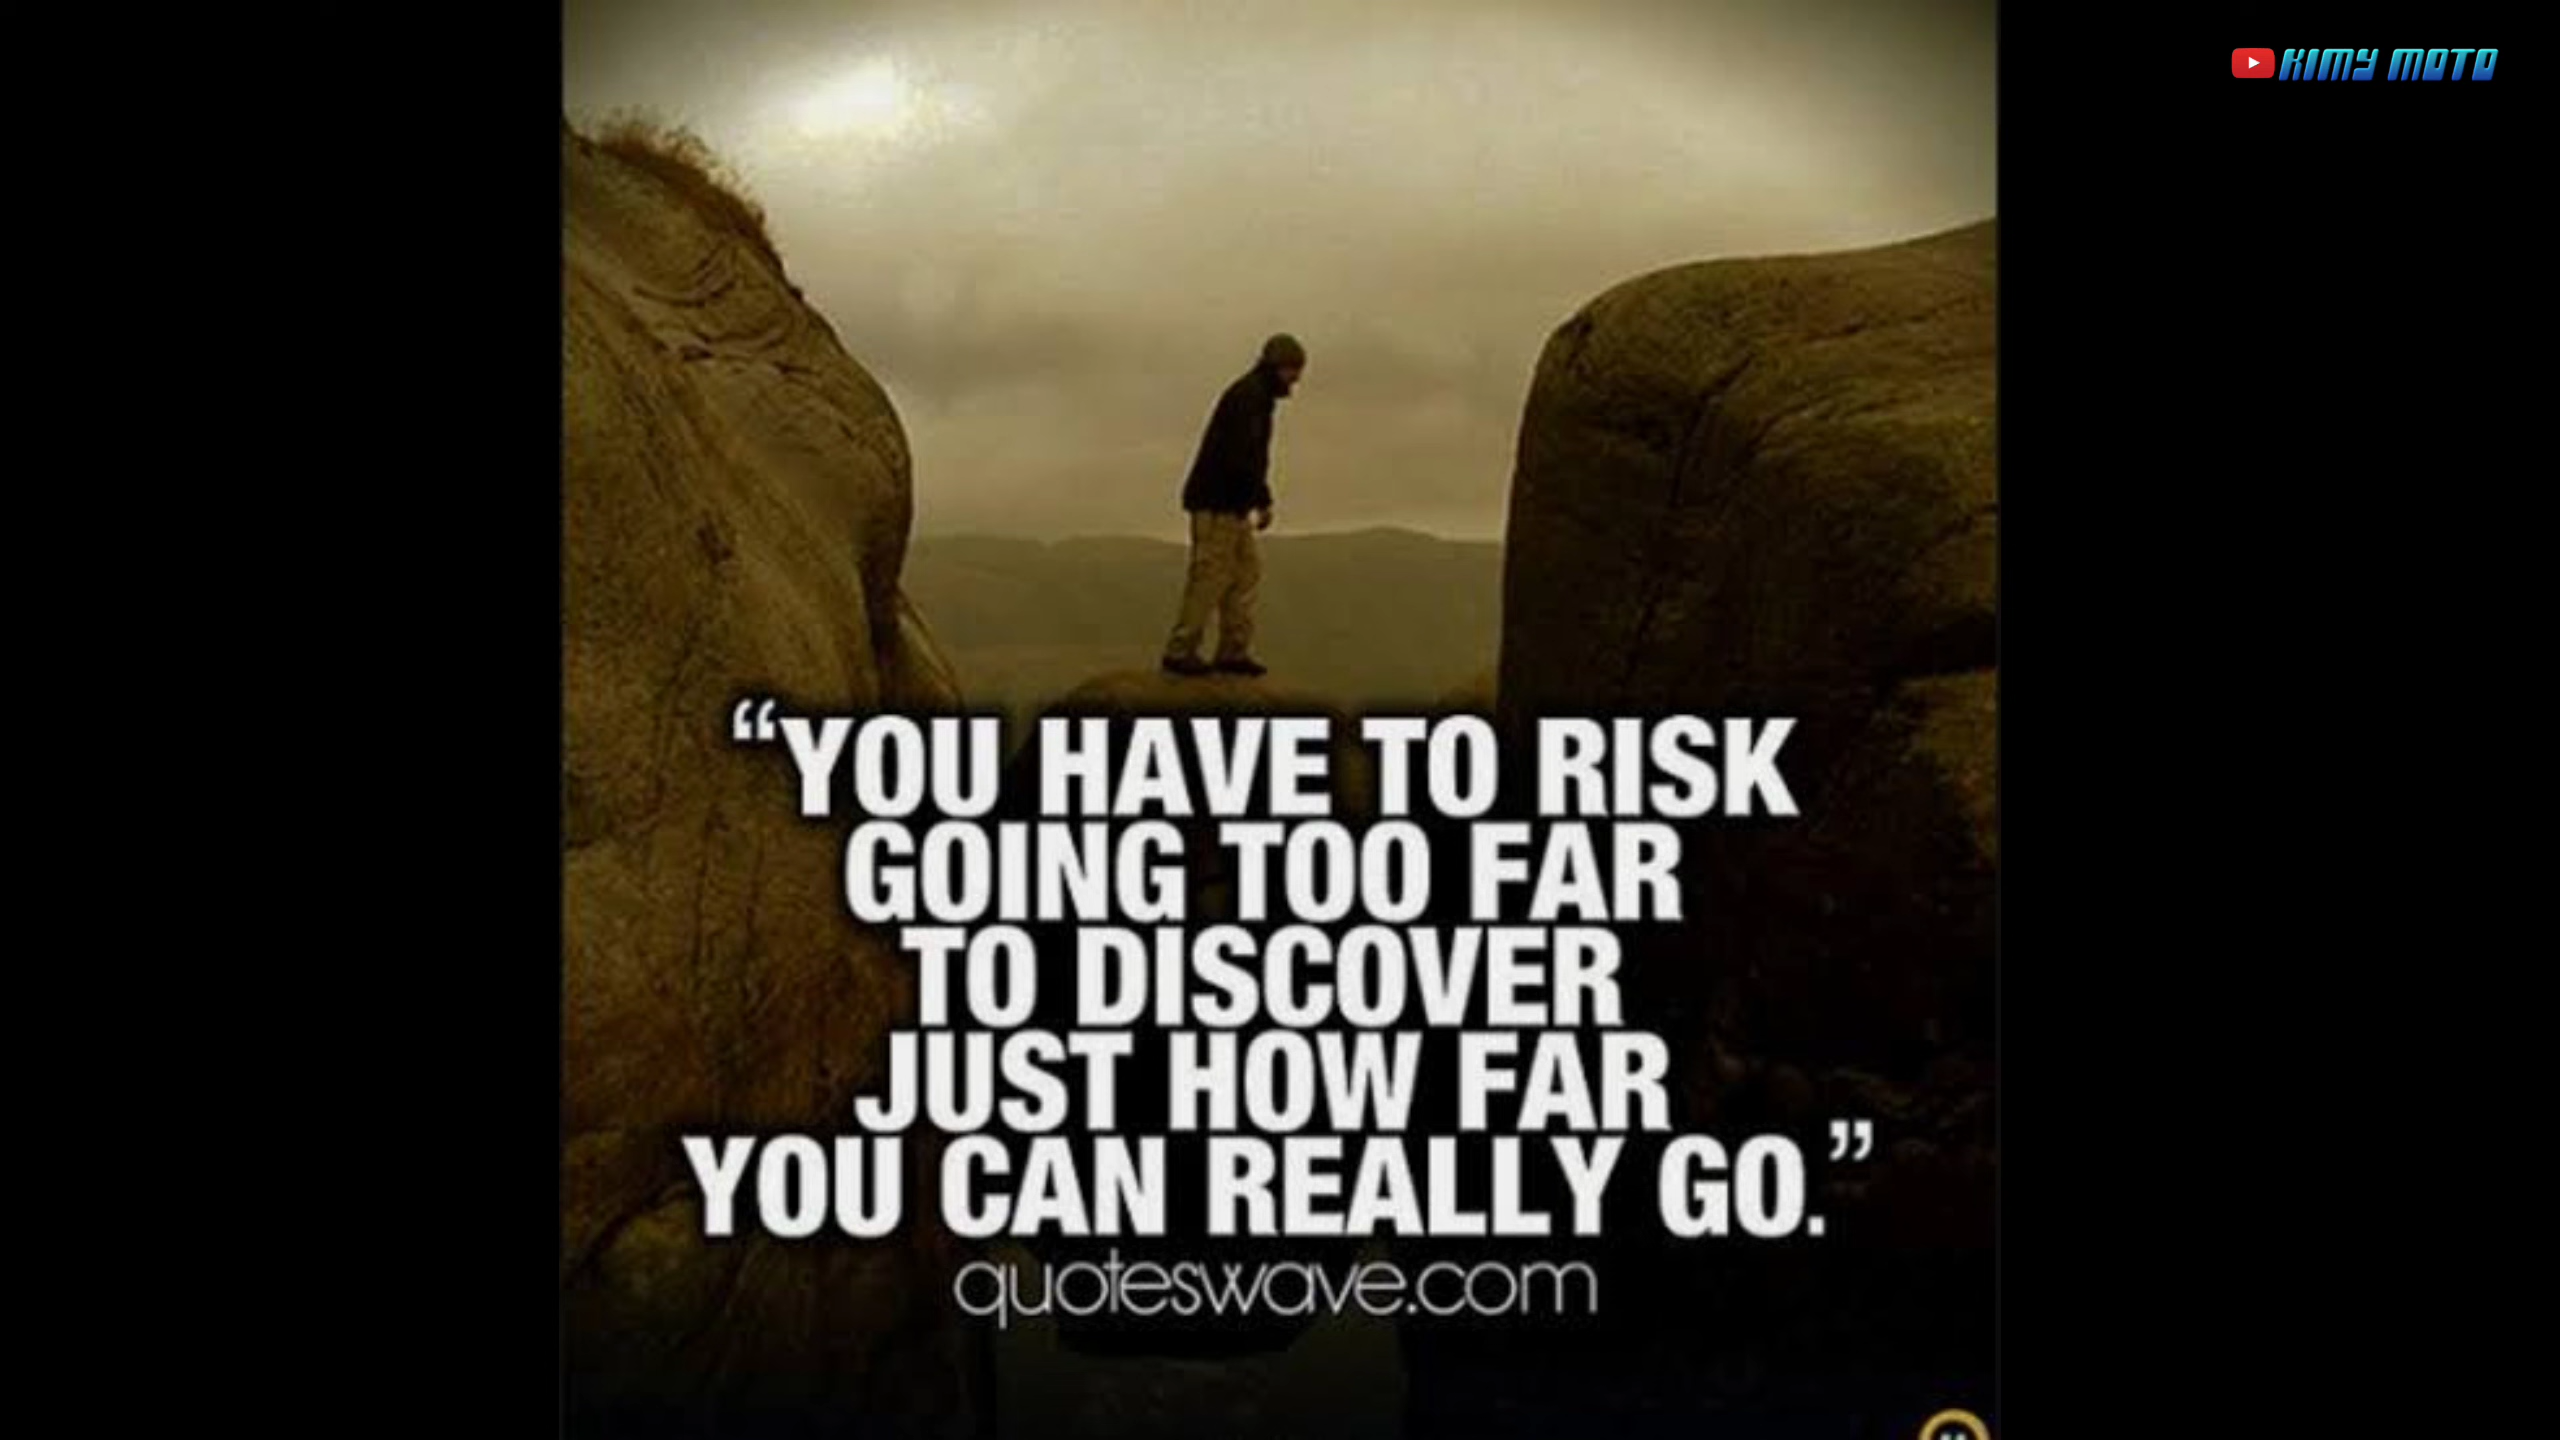 KIMY MOTO
“YOU HAVE TO RISK
GOING TOO FAR
TO DISCOVER
JUST HOW FAR
YOU CAN REALLY GO.”
quoteswave.com